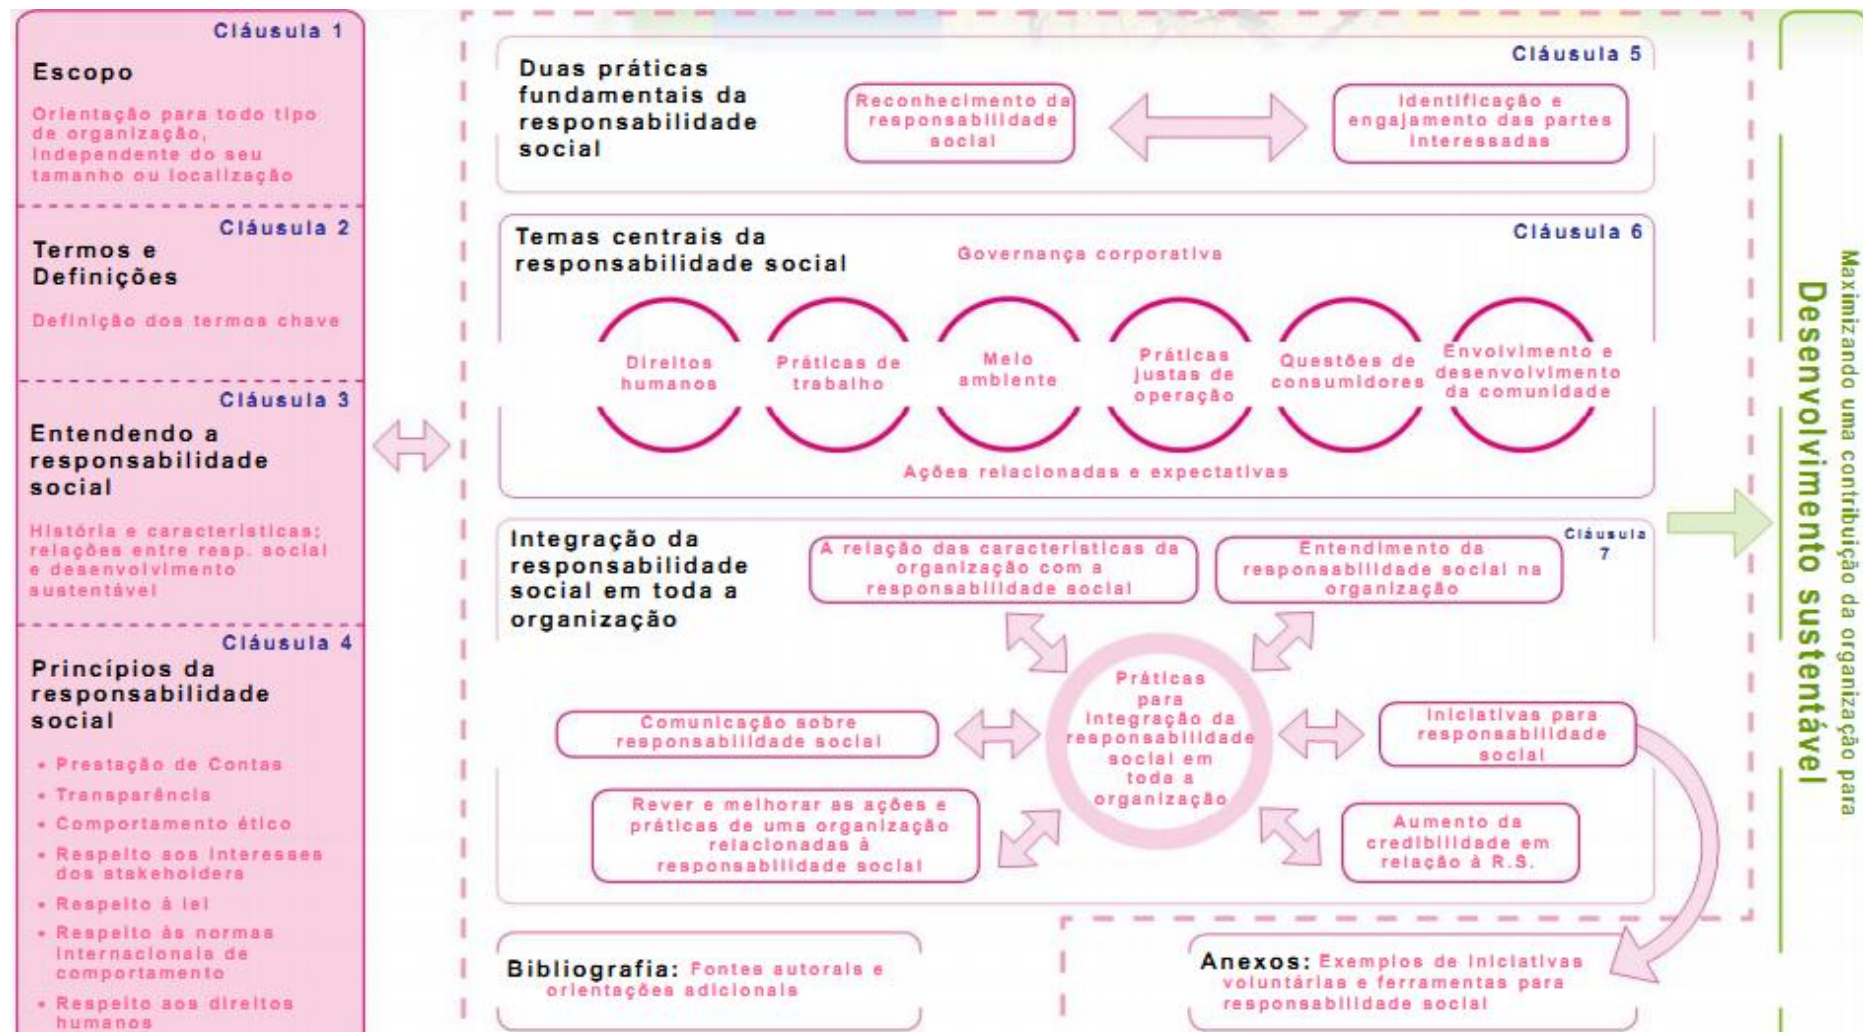 Cláusula 1
Escopo
Orientação para todo tipo
de organização,
independente do seu
tamanho ou localização
Cláusula 2
Termos e
Definições
Definição dos termos chave
Cláusula 3
Entendendo a
responsabilidade
social
História e características;
relações entre resp. social
e desenvolvimento
sustentável
Cláusula 4
Princípios da
responsabilidade
social
• Prestação de Contas
• Transparência
• Comportamento ético
• Respeito aos interesses
dos stakeholders
• Respeito à lei
• Respeito às normas
internacionais de
comportamento
• Respeito aos direitos
humanos
Cláusula 5
Duas práticas
fundamentais da
responsabilidade
social
Reconhecimento da
responsabilidade
social
Identificação e
engajamento das partes
interessadas
Cláusula 6
Temas centrais da
responsabilidade social
Governança corporativa
Direitos
humanos
Práticas de
trabalho
Meio
ambiente
Práticas
justas de
operação
Questões de
consumidores
Envolvimento e
desenvolvimento
da comunidade
Ações relacionadas e expectativas
Cláusula
7
Integração da
responsabilidade
social em toda a
organização
A relação das características da
organização com a
responsabilidade social
Entendimento da
responsabilidade social na
organização
Práticas
para
integração da
responsabilidade
social em
toda a
organização
Comunicação sobre
responsabilidade social
Iniciativas para
responsabilidade
social
Rever e melhorar as ações e
práticas de uma organização
relacionadas à
responsabilidade social
Aumento da
credibilidade em
relação à R.S.
Bibliografia: Fontes autorais e
orientações adicionais
Anexos: Exemplos de iniciativas
voluntárias e ferramentas para
responsabilidade social
Maximizando uma contribuição da organização para
Desenvolvimento sustentável